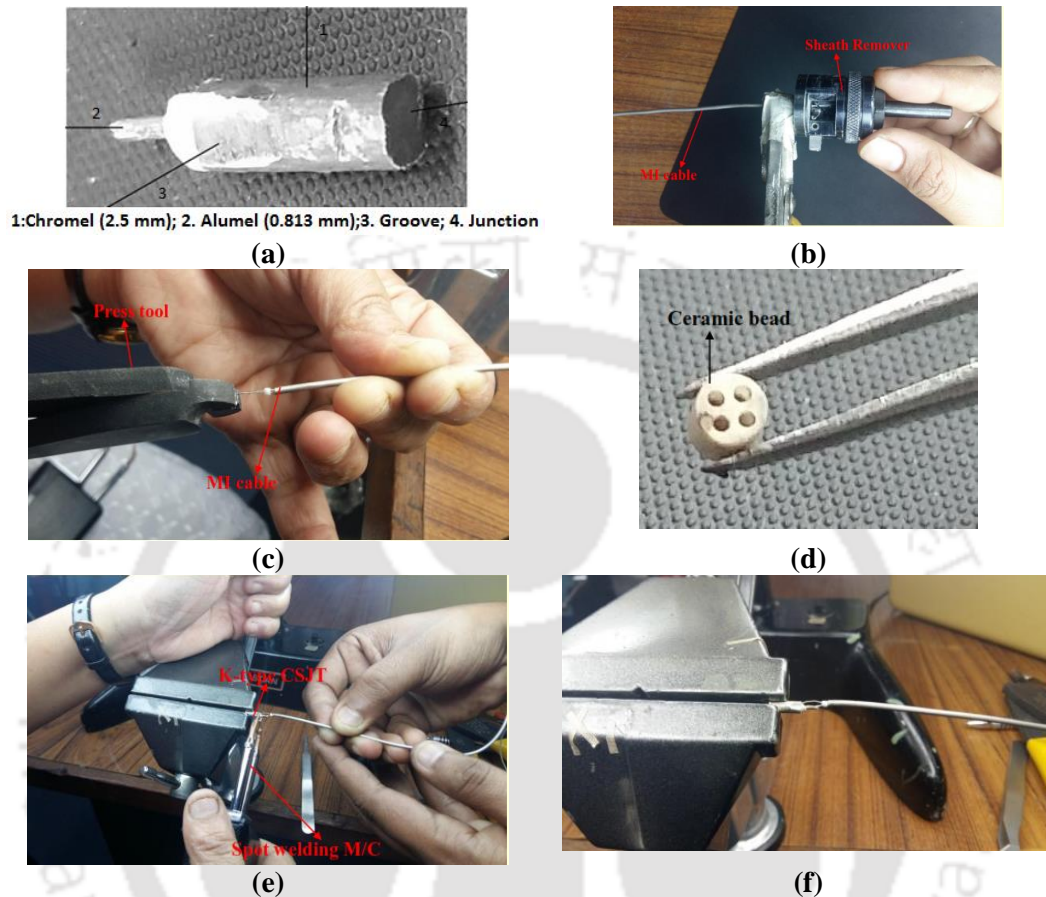 1
2
3
4
1:Chromel (2.5 mm); 2. Alumel (0.813 mm);3. Groove; 4. Junction
(a)
Sheath Remover
MI cable
(b)
Press tool
MI cable
(c)
Ceramic bead
(d)
K-type CSJT
Spot welding M/C
(e)
(f)